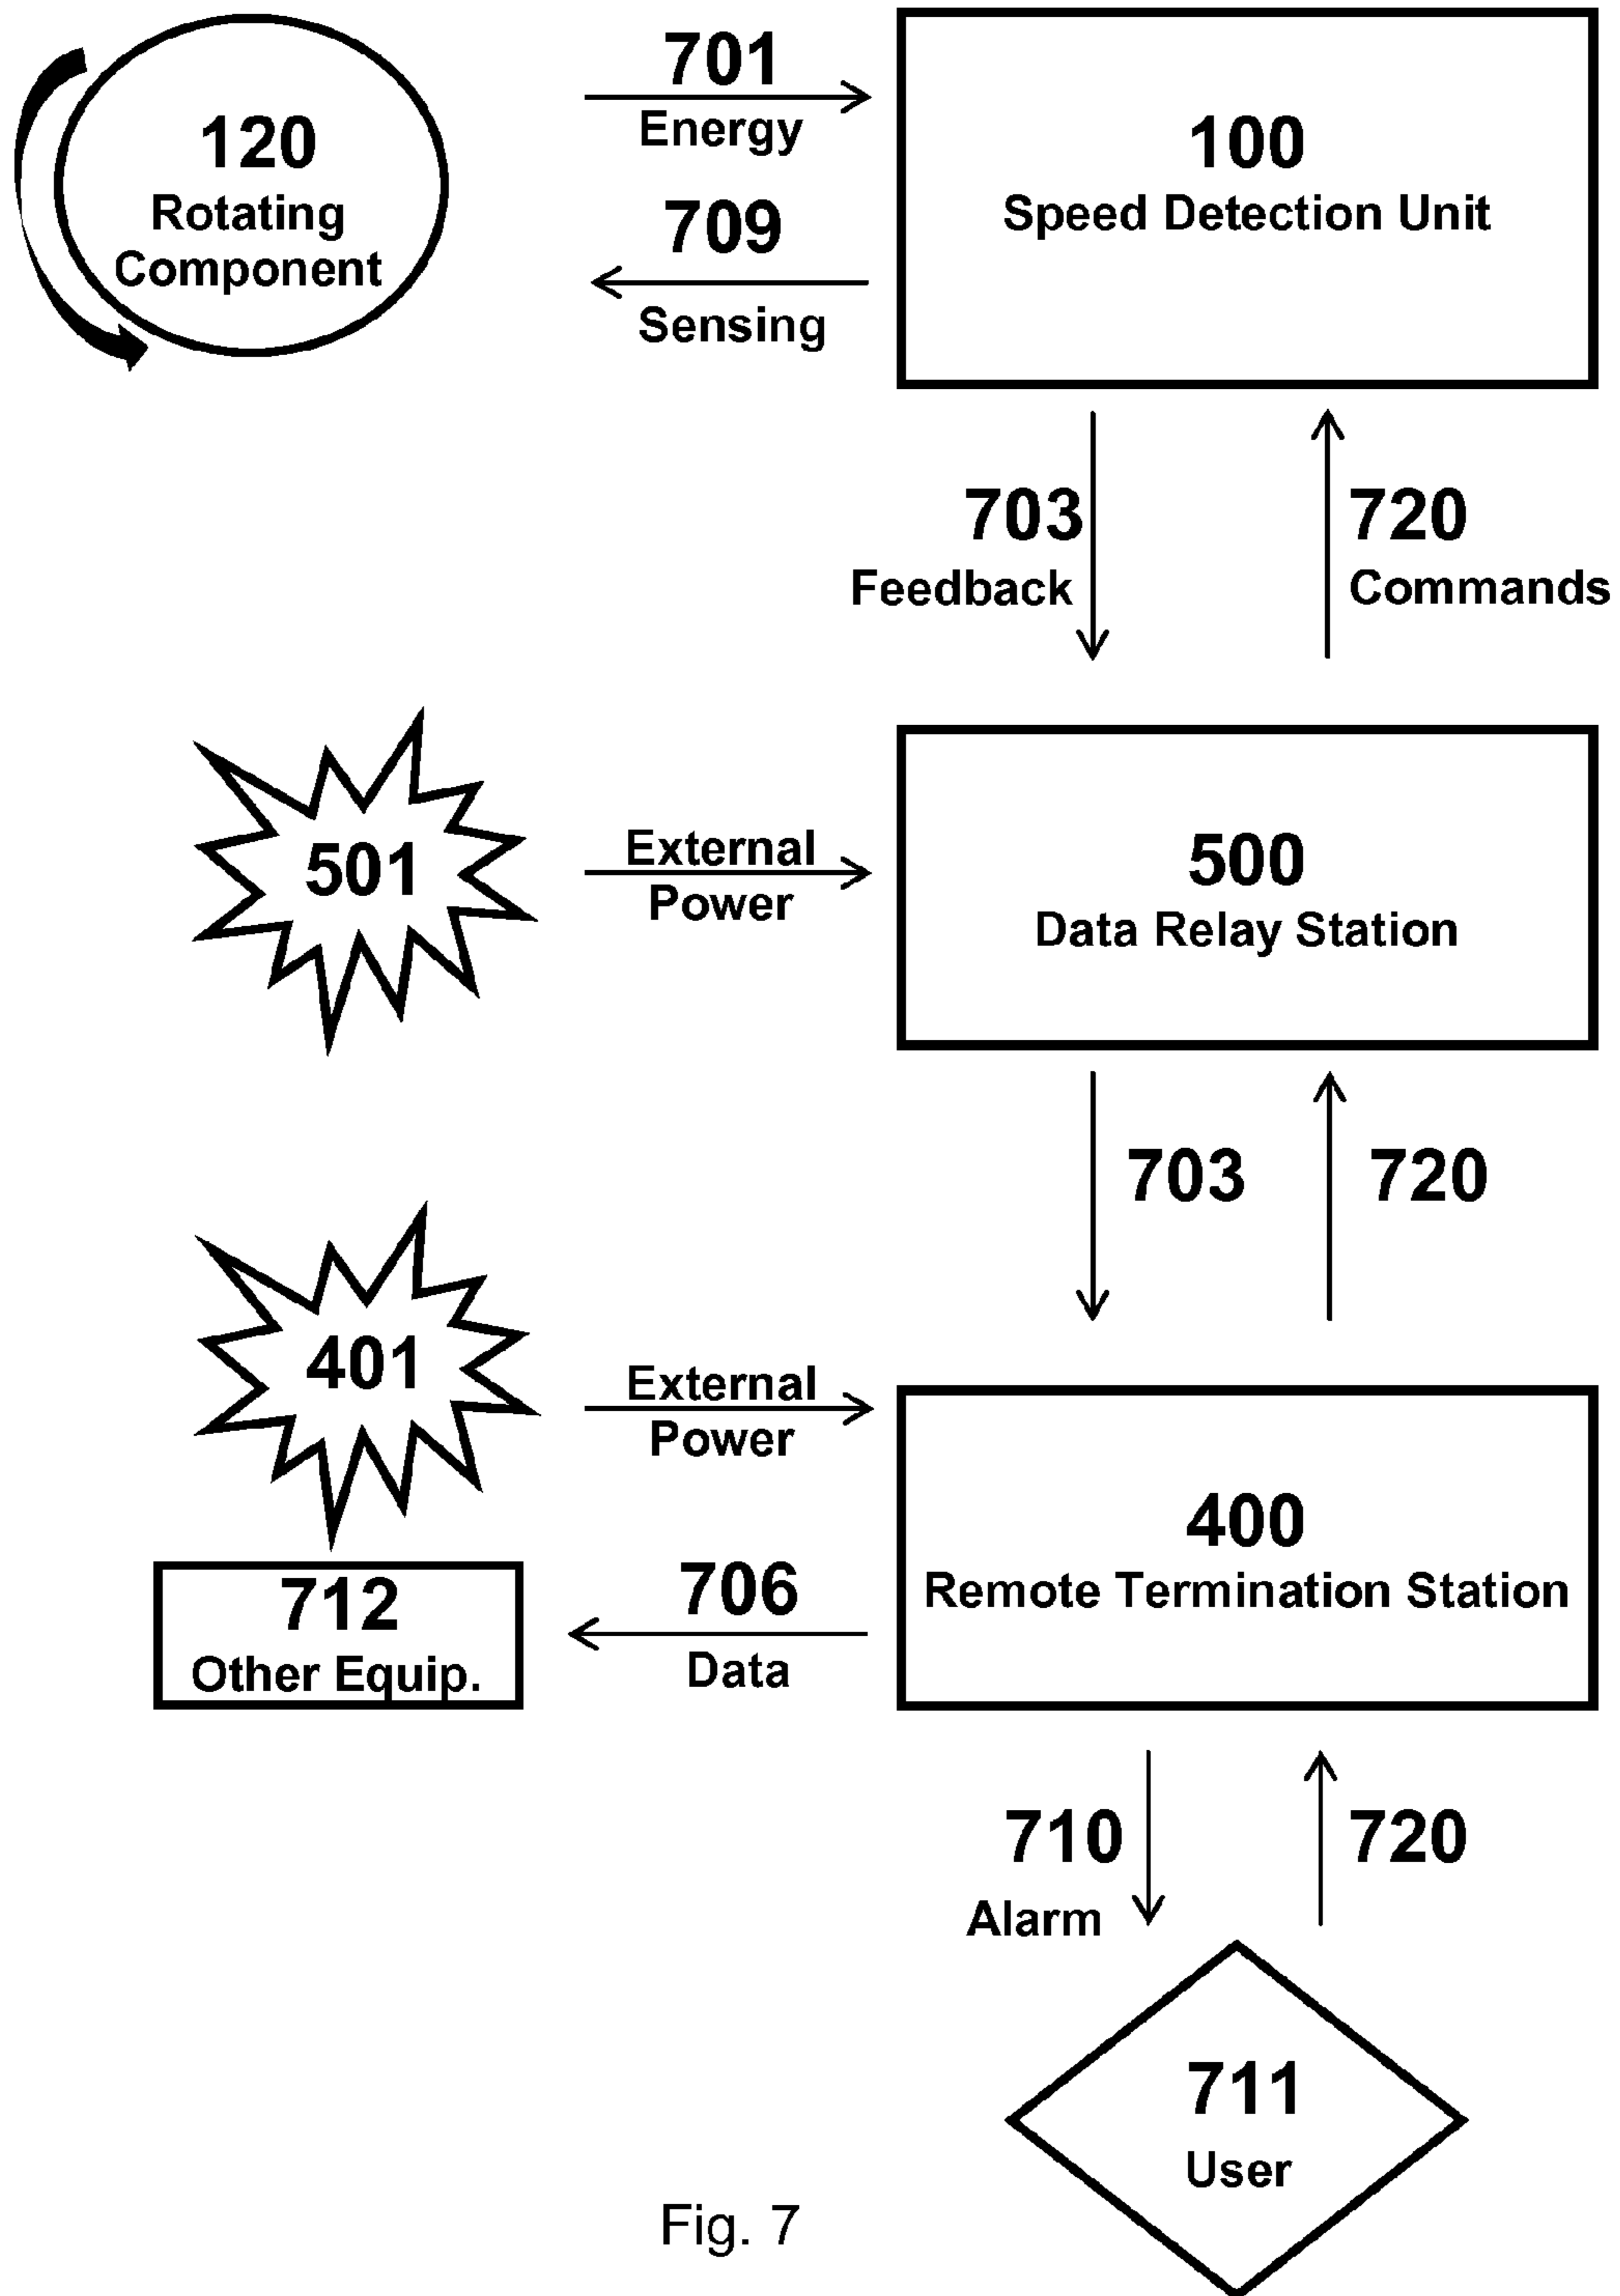 120
Rotating
Component
701
Energy
709
Sensing
100
Speed Detection Unit
703
Feedback
720
Commands
501
External
Power
500
Data Relay Station
703
720
401
External
Power
400
Remote Termination Station
712
Other Equip.
706
Data
710
Alarm
720
711
User
Fig. 7